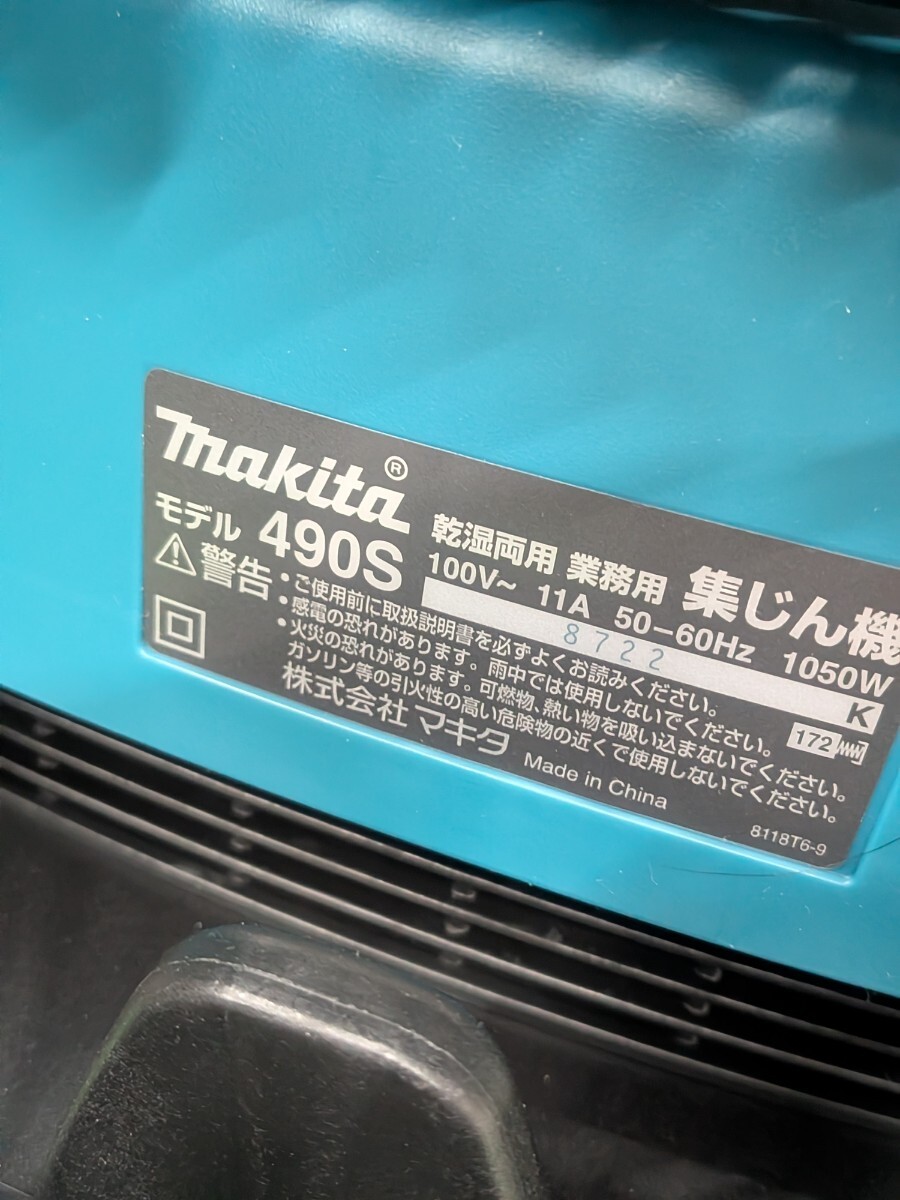 makita®
モデル 490S 乾湿両用 業務用 集じん機
100V～ 11A 50–60Hz 1050W
8722 K
172
⚠警告
・ご使用前に取扱説明書を必ずよくお読みください。
・感電の恐れがあります。雨中では使用しないでください。
・火災の恐れがあります。可燃物、熱い物を吸い込まないでください。
ガソリン等の引火性の高い危険物の近くで使用しないでください。
株式会社 マキタ Made in China
8118T6-9